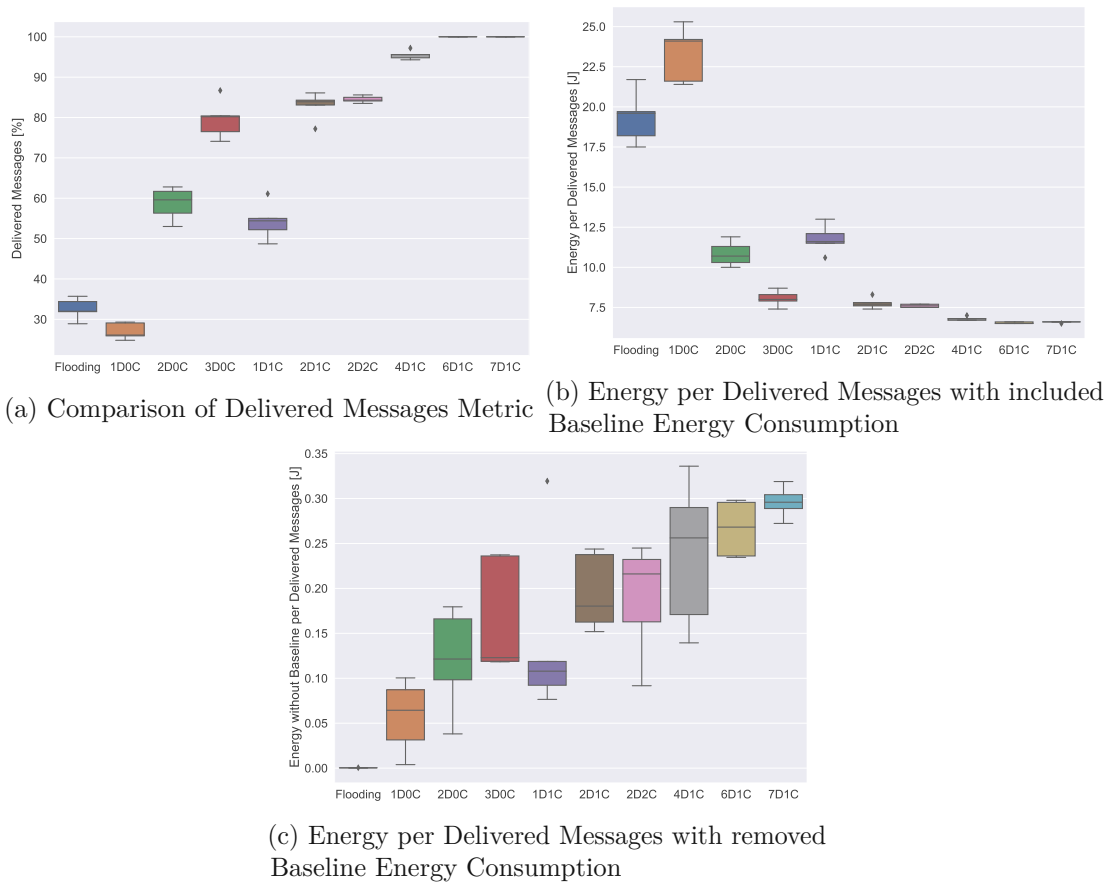 Delivered Messages [%]
100
90
80
70
60
50
40
30
Flooding 1D0C 2D0C 3D0C 1D1C 2D1C 2D2C 4D1C 6D1C 7D1C
(a) Comparison of Delivered Messages Metric
Energy per Delivered Messages [J]
25.0
22.5
20.0
17.5
15.0
12.5
10.0
7.5
Flooding 1D0C 2D0C 3D0C 1D1C 2D1C 2D2C 4D1C 6D1C 7D1C
(b) Energy per Delivered Messages with included
Baseline Energy Consumption
Energy without Baseline per Delivered Messages [J]
0.35
0.30
0.25
0.20
0.15
0.10
0.05
0.00
Flooding 1D0C 2D0C 3D0C 1D1C 2D1C 2D2C 4D1C 6D1C 7D1C
(c) Energy per Delivered Messages with removed
Baseline Energy Consumption